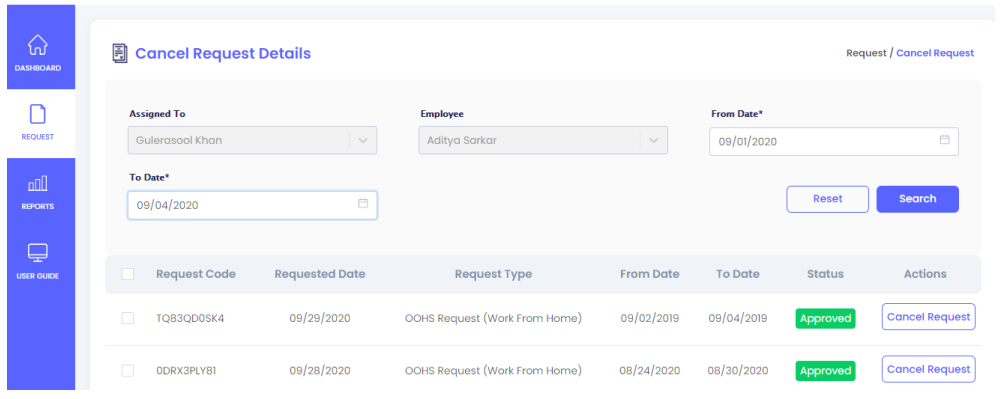 DASHBOARD
REQUEST
REPORTS
USER GUIDE
Cancel Request Details
Request / Cancel Request
Assigned To
Gulerasool Khan
Employee
Aditya Sarkar
From Date*
09/01/2020
To Date*
09/04/2020
Reset
Search
Request Code Requested Date Request Type From Date To Date Status Actions
TQ83QD0SK4 09/29/2020 OOHS Request (Work From Home) 09/02/2019 09/04/2019 Approved Cancel Request
0DRX3PLY81 09/28/2020 OOHS Request (Work From Home) 08/24/2020 08/30/2020 Approved Cancel Request